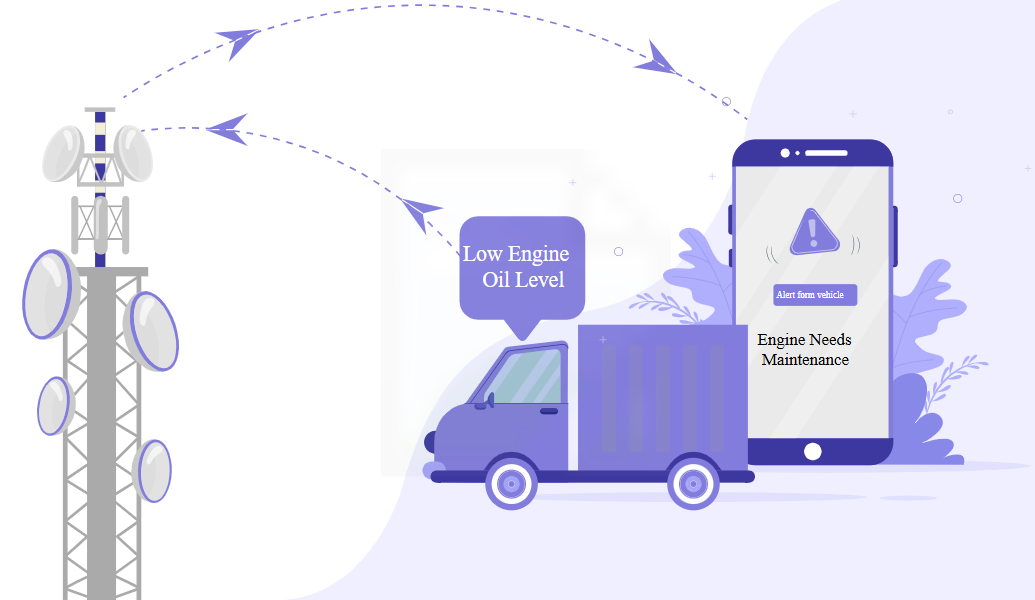 Low Engine
Oil Level
Alert form vehicle
Engine Needs
Maintenance